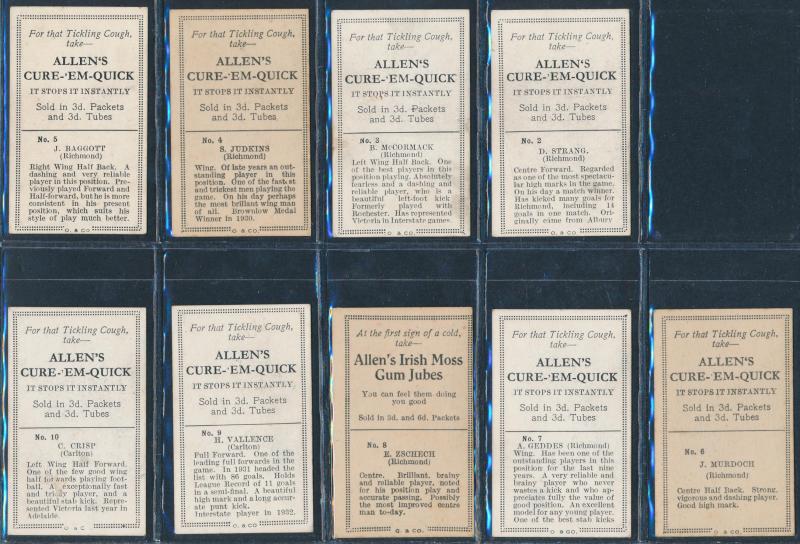 For that Tickling Cough,
take—
ALLEN'S
CURE-'EM-QUICK
IT STOPS IT INSTANTLY
Sold in 3d. Packets
and 3d. Tubes
No. 5
J. BAGGOTT
(Richmond)
Right Wing Half Back. A
dashing and very reliable
player in this position. Pre-
viously played Forward and
Half-forward, but he is more
consistent in his present
position, which suits his
style of play much better.
O. & CO.
For that Tickling Cough,
take—
ALLEN'S
CURE-'EM-QUICK
IT STOPS IT INSTANTLY
Sold in 3d. Packets
and 3d. Tubes
No. 4
S. JUDKINS
(Richmond)
Wing. Of late years an out-
standing player in this
position. One of the fast st
and trickiest men playing the
game. On his day perhaps
the most brilliant wing man
of all. Brownlow Medal
Winner in 1930.
O. & CO.
For that Tickling Cough,
take—
ALLEN'S
CURE-'EM-QUICK
IT STOPS IT INSTANTLY
Sold in 3d. Packets
and 3d. Tubes
No. 3
B. McCORMACK
(Richmond)
Left Wing Half Back. One
of the best players in this
position playing. Absolutely
fearless and a dashing and
reliable player, who is a
beautiful left-foot kick
Formerly played with
Rochester. Has represented
Victoria in Interstate games.
O. & CO.
For that Tickling Cough,
take—
ALLEN'S
CURE-'EM-QUICK
IT STOPS IT INSTANTLY
Sold in 3d. Packets
and 3d. Tubes
No. 2
D. STRANG.
(Richmond)
Centre Forward. Regarded
as one of the most spectacu-
lar high marks in the game.
On his day a match winner.
Has kicked many goals for
Richmond, including 14
goals in one match. Ori-
ginally came from Albury
O. & CO.
For that Tickling Cough,
take—
ALLEN'S
CURE-'EM-QUICK
IT STOPS IT INSTANTLY
Sold in 3d. Packets
and 3d. Tubes
No. 10
C. CRISP
(Carlton)
Left Wing Half Forward.
One of the few good wing
half forwards playing foot-
ball. A exceptionally fast
and tricky player, and a
beautiful stab kick. Repre-
sented Victoria last year in
Adelaide.
O. & C
For that Tickling Cough,
take—
ALLEN'S
CURE-'EM-QUICK
IT STOPS IT INSTANTLY
Sold in 3d. Packets
and 3d. Tubes
No. 9
H. VALLENCE
(Carlton)
Full Forward. One of the
leading full forwards in the
game. In 1931 headed the
list with 86 goals. Holds
League Record of 11 goals
in a semi-final. A beautiful
high mark and a long accur-
ate punt kick.
Interstate player in 1932.
O. & CO.
At the first sign of a cold,
take—
Allen's Irish Moss
Gum Jubes
You can feel them doing
you good
Sold in 3d. and 6d. Packets
No. 8
E. ZSCHECH
(Richmond)
Centre. Brilliant, brainy
and reliable player, noted
for his position play and
accurate passing. Possibly
the most improved centre
man to-day.
O. & CO.
For that Tickling Cough,
take—
ALLEN'S
CURE-'EM-QUICK
IT STOPS IT INSTANTLY
Sold in 3d. Packets
and 3d. Tubes
No. 7
A. GEDDES (Richmond)
Wing. Has been one of the
outstanding players in this
position for the last nine
years. A very reliable and
brainy player who never
wastes a kick and who ap-
preciates fully the value of
good position. An excellent
model for any young player.
One of the best stab kicks
O. & CO.
For that Tickling Cough,
take—
ALLEN'S
CURE-'EM-QUICK
IT STOPS IT INSTANTLY
Sold in 3d. Packets
and 3d. Tubes
No. 6
J. MURDOCH
(Richmond)
Centre Half Back. Strong,
vigorous and dashing player.
Good high mark.
O. & CO.